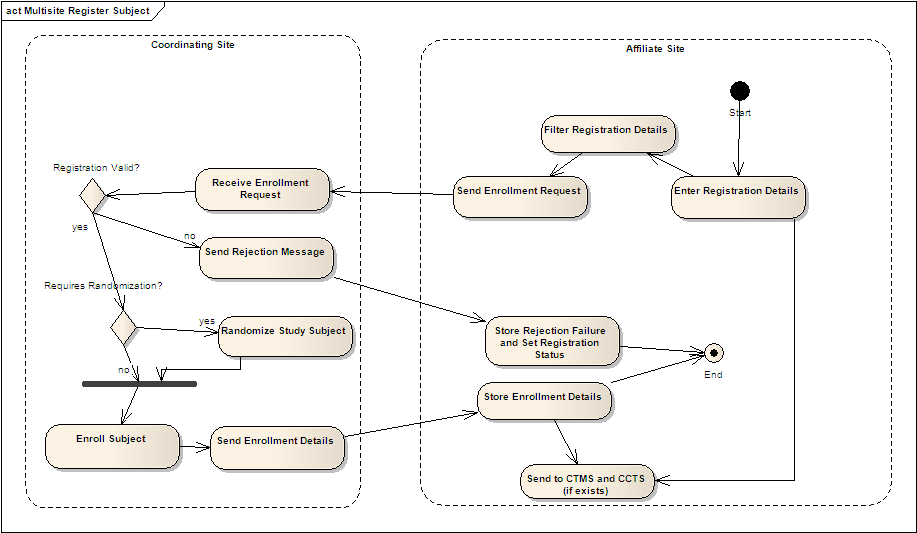 act Multisite Register Subject
Coordinating Site
Affiliate Site
Start
Filter Registration Details
Registration Valid?
Receive Enrollment
Request
Send Enrollment Request
Enter Registration Details
yes
no
Send Rejection Message
Requires Randomization?
yes
Randomize Study Subject
Store Rejection Failure
and Set Registration
Status
no
End
Store Enrollment Details
Enroll Subject
Send Enrollment Details
Send to CTMS and CCTS
(if exists)